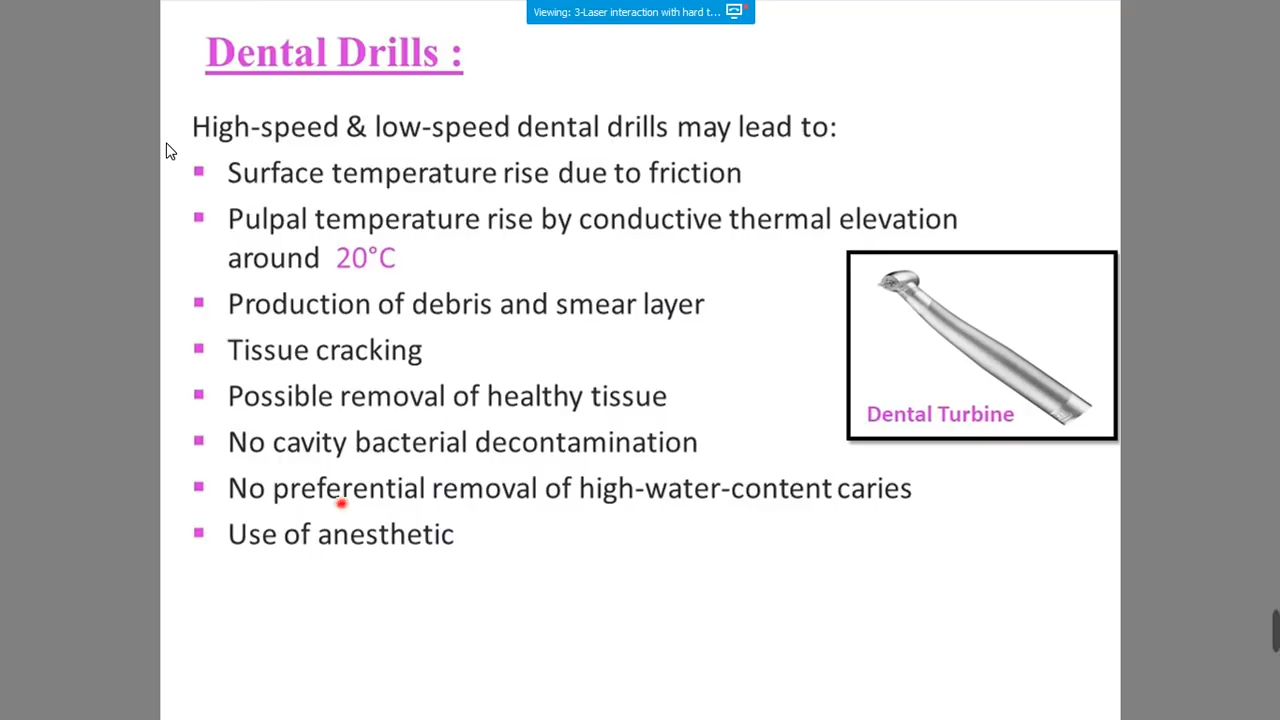 Viewing: 3-Laser interaction with hard t...
Dental Drills :
High-speed & low-speed dental drills may lead to:
▪ Surface temperature rise due to friction
▪ Pulpal temperature rise by conductive thermal elevation
around 20°C
▪ Production of debris and smear layer
▪ Tissue cracking
▪ Possible removal of healthy tissue
▪ No cavity bacterial decontamination
▪ No preferential removal of high-water-content caries
▪ Use of anesthetic
Dental Turbine